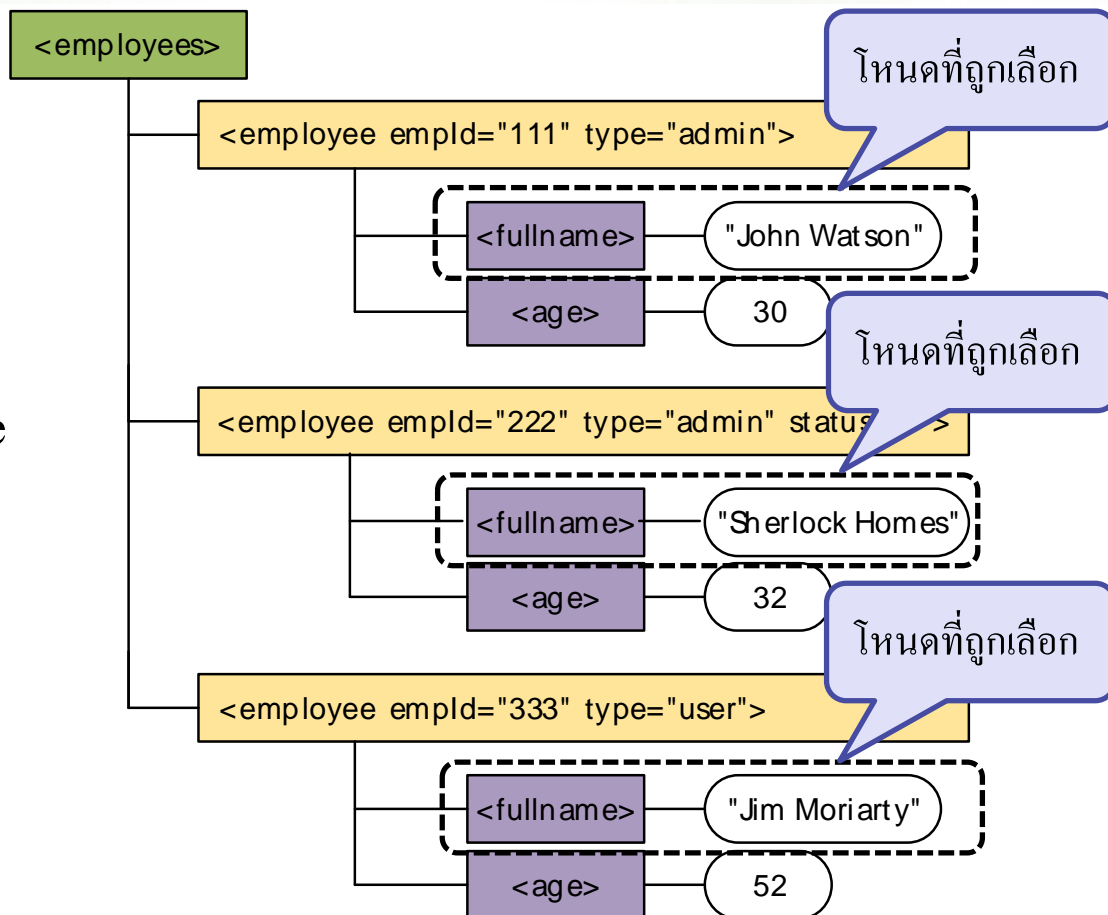 <employees>
โหนดที่ถูกเลือก
<employee empId="111" type="admin">
<fullname> "John Watson"
<age> 30
โหนดที่ถูกเลือก
e
<employee empId="222" type="admin" status >
<fullname> "Sherlock Homes"
<age> 32
โหนดที่ถูกเลือก
<employee empId="333" type="user">
<fullname> "Jim Moriarty"
<age> 52